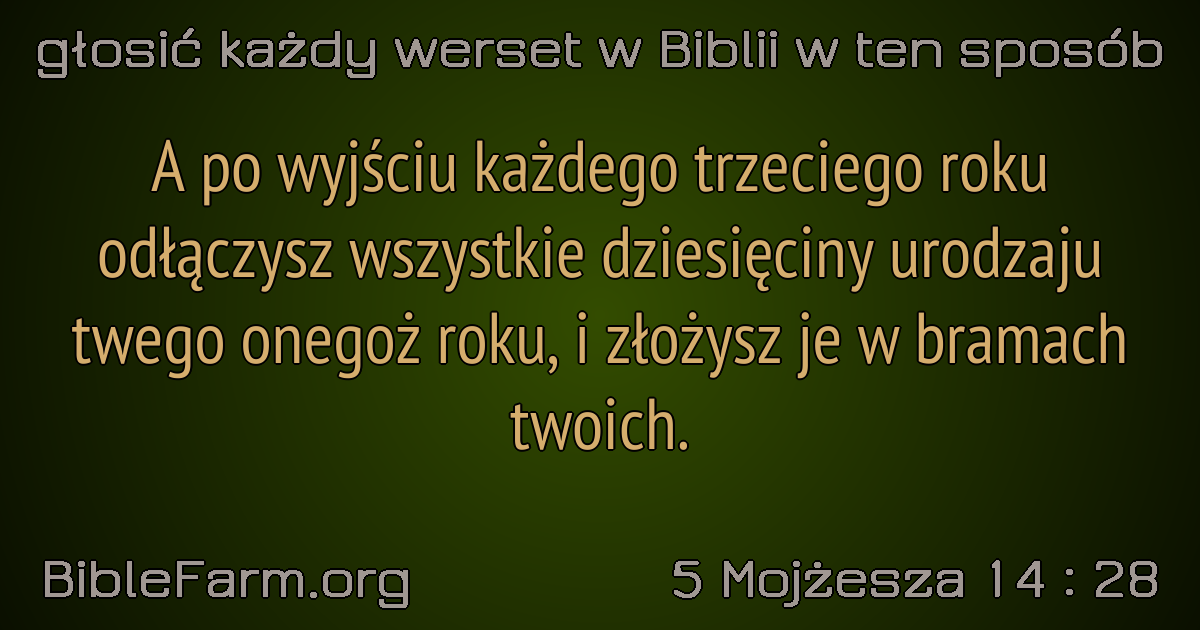 głosić każdy werset w Biblii w ten sposób
A po wyjściu każdego trzeciego roku
odłączysz wszystkie dziesięciny urodzaju
twego onegoż roku, i złożysz je w bramach
twoich.
BibleFarm.org
5 Mojżesza 14 : 28